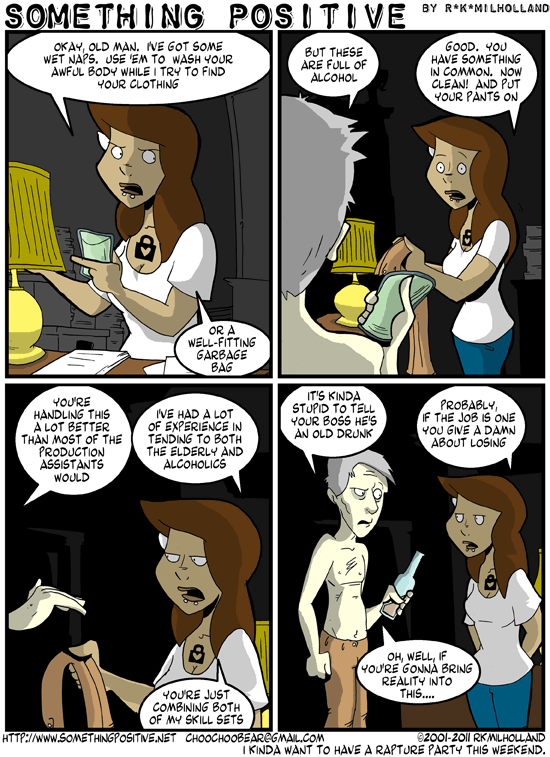 SOMETHING POSITIVE BY R*K*MILHOLLAND
OKAY, OLD MAN. I'VE GOT SOME
WET NAPS. USE 'EM TO WASH YOUR
AWFUL BODY WHILE I TRY TO FIND
YOUR CLOTHING
OR A
WELL-FITTING
GARBAGE
BAG
BUT THESE
ARE FULL OF
ALCOHOL
GOOD. YOU
HAVE SOMETHING
IN COMMON. NOW
CLEAN! AND PUT
YOUR PANTS ON
YOU'RE
HANDLING THIS
A LOT BETTER
THAN MOST OF THE
PRODUCTION
ASSISTANTS
WOULD
I'VE HAD A LOT
OF EXPERIENCE IN
TENDING TO BOTH
THE ELDERLY AND
ALCOHOLICS
YOU'RE JUST
COMBINING BOTH
OF MY SKILL SETS
IT'S KINDA
STUPID TO TELL
YOUR BOSS HE'S
AN OLD DRUNK
PROBABLY,
IF THE JOB IS ONE
YOU GIVE A DAMN
ABOUT LOSING
OH, WELL, IF
YOU'RE GONNA BRING
REALITY INTO
THIS....
HTTP://WWW.SOMETHINGPOSITIVE.NET CHOOCHOOBEAR@GMAIL.COM ©2001-2011 RKMILHOLLAND
I KINDA WANT TO HAVE A RAPTURE PARTY THIS WEEKEND.